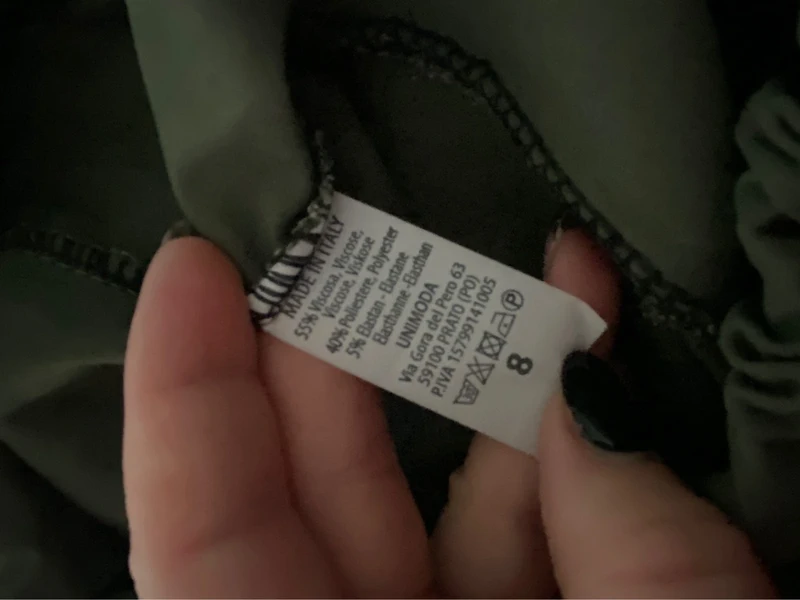 MADE IN ITALY
55% Viscosa, Viscose,
Viscose, Viskose
40% Poliestere, Polyester
5% Elastan - Elastane
Elasthanne - Elasthan
UNIMODA
Via Gora del Pero 63
59100 PRATO (PO)
P.IVA 15799141005
P
8